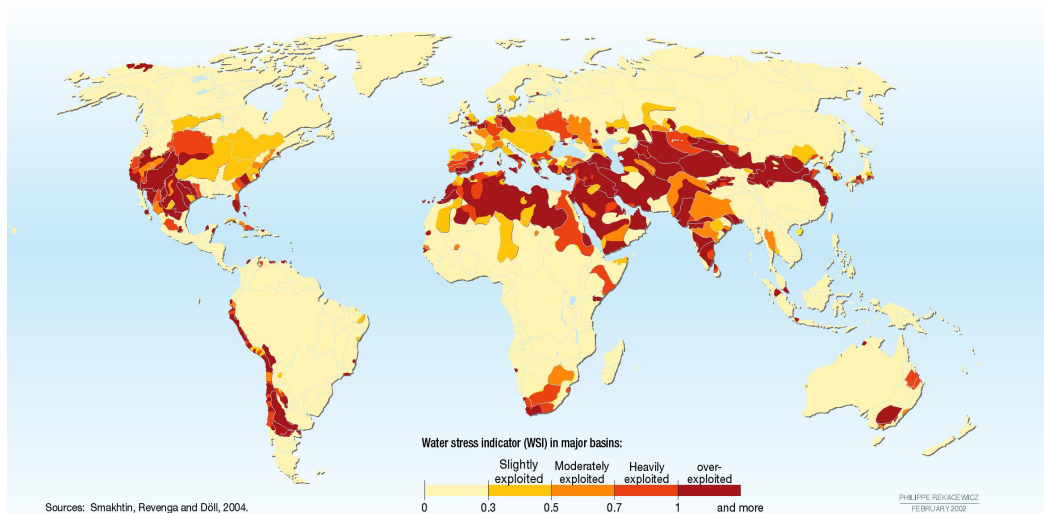 Water stress indicator (WSI) in major basins:
Slightly exploited
Moderately exploited
Heavily exploited
over-exploited
0 0.3 0.5 0.7 1 and more
Sources: Smakhtin, Revenga and Döll, 2004.
PHILIPPE REKACEWICZ
FEBRUARY 2002